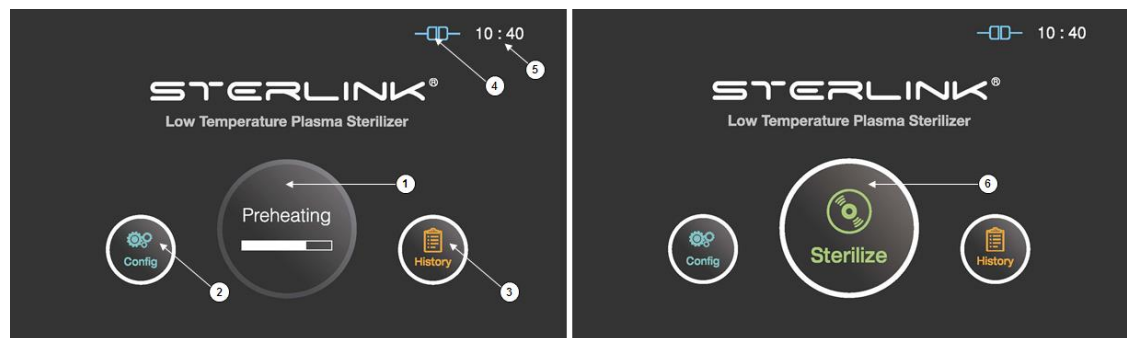 10 : 40
4
5
STERLINK®
Low Temperature Plasma Sterilizer
1
Preheating
Config
History
2
3
10 : 40
STERLINK®
Low Temperature Plasma Sterilizer
6
Sterilize
Config
History